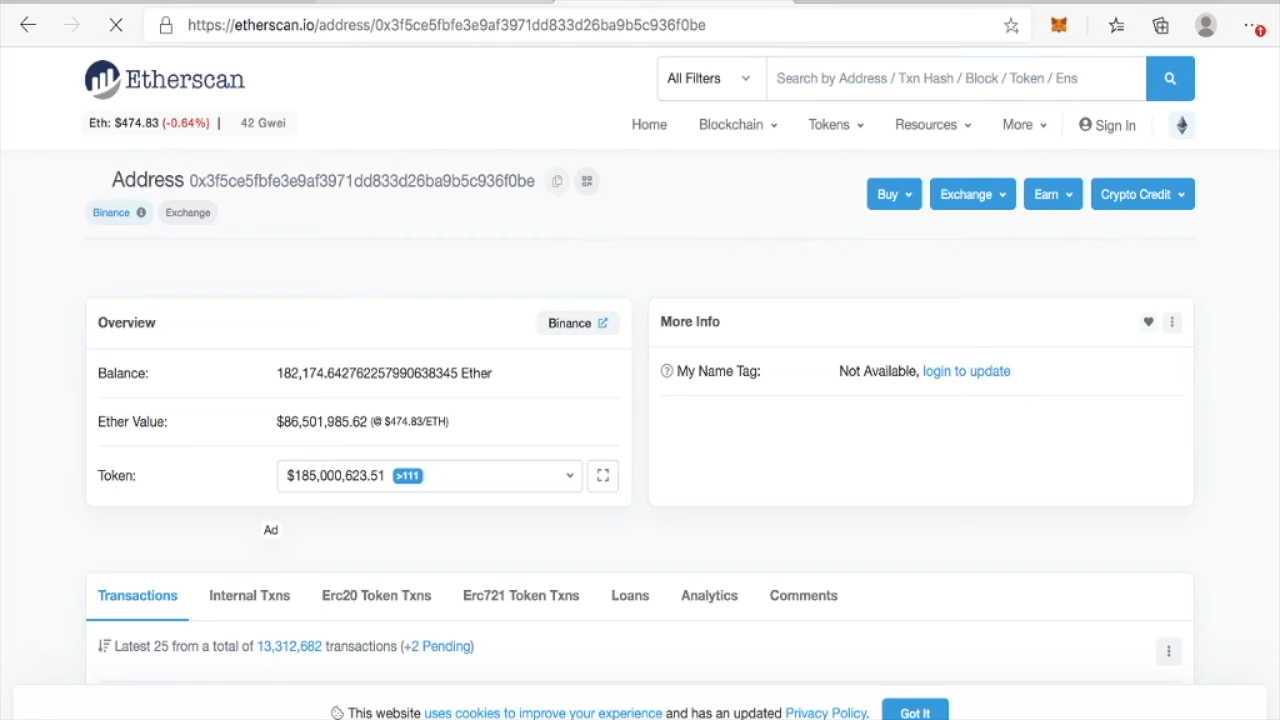 https://etherscan.io/address/0x3f5ce5fbfe3e9af3971dd833d26ba9b5c936f0be
Etherscan
All Filters
Search by Address / Txn Hash / Block / Token / Ens
Eth: $474.83 (-0.64%) | 42 Gwei
Home Blockchain Tokens Resources More Sign In
Address 0x3f5ce5fbfe3e9af3971dd833d26ba9b5c936f0be
Buy Exchange Earn Crypto Credit
Binance Exchange
Overview
Binance
Balance: 182,174.642762257990638345 Ether
Ether Value: $86,501,985.62 (@ $474.83/ETH)
Token: $185,000,623.51 >111
More Info
My Name Tag: Not Available, login to update
Ad
Transactions Internal Txns Erc20 Token Txns Erc721 Token Txns Loans Analytics Comments
Latest 25 from a total of 13,312,682 transactions (+2 Pending)
This website uses cookies to improve your experience and has an updated Privacy Policy. Got It